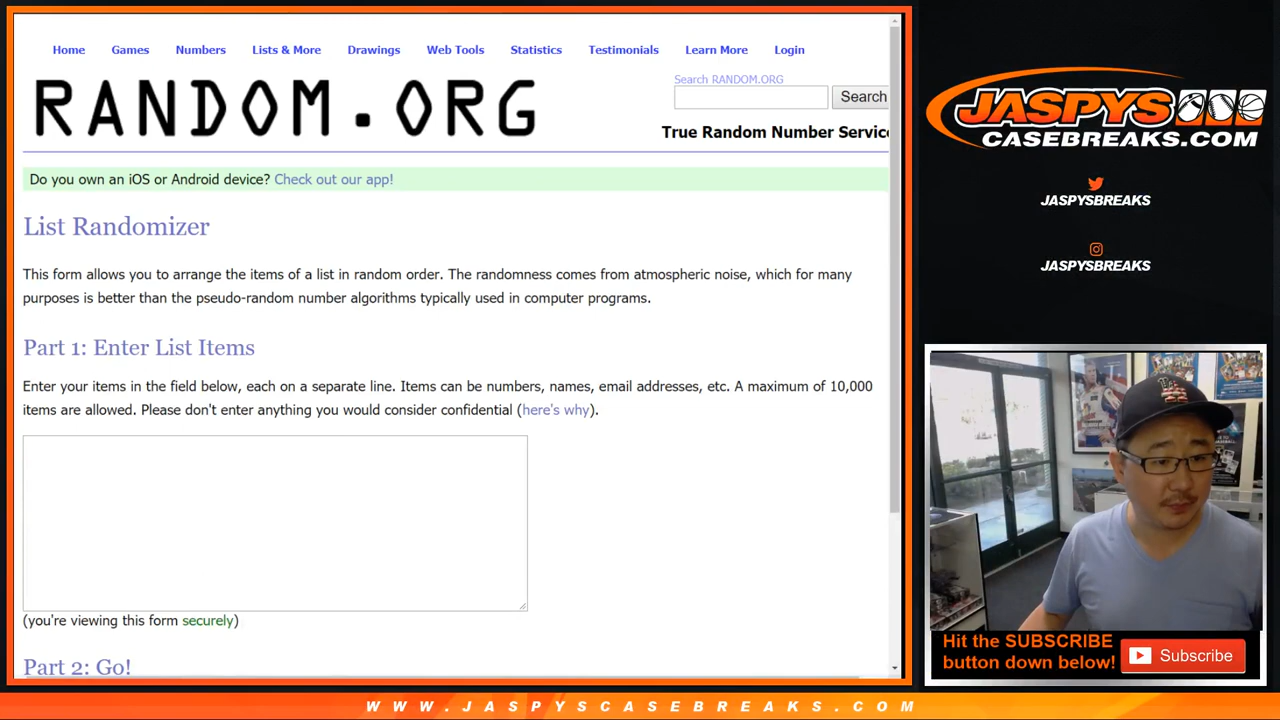 Home Games Numbers Lists & More Drawings Web Tools Statistics Testimonials Learn More Login
RANDOM.ORG
Search RANDOM.ORG
Search
True Random Number Servic
Do you own an iOS or Android device? Check out our app!
List Randomizer
This form allows you to arrange the items of a list in random order. The randomness comes from atmospheric noise, which for many
purposes is better than the pseudo-random number algorithms typically used in computer programs.
Part 1: Enter List Items
Enter your items in the field below, each on a separate line. Items can be numbers, names, email addresses, etc. A maximum of 10,000
items are allowed. Please don't enter anything you would consider confidential (here's why).
(you're viewing this form securely)
Part 2: Go!
JASPYS
CASEBREAKS.COM
JASPYSBREAKS
JASPYSBREAKS
Hit the SUBSCRIBE
button down below!
Subscribe
WWW.JASPYSCASEBREAKS.COM